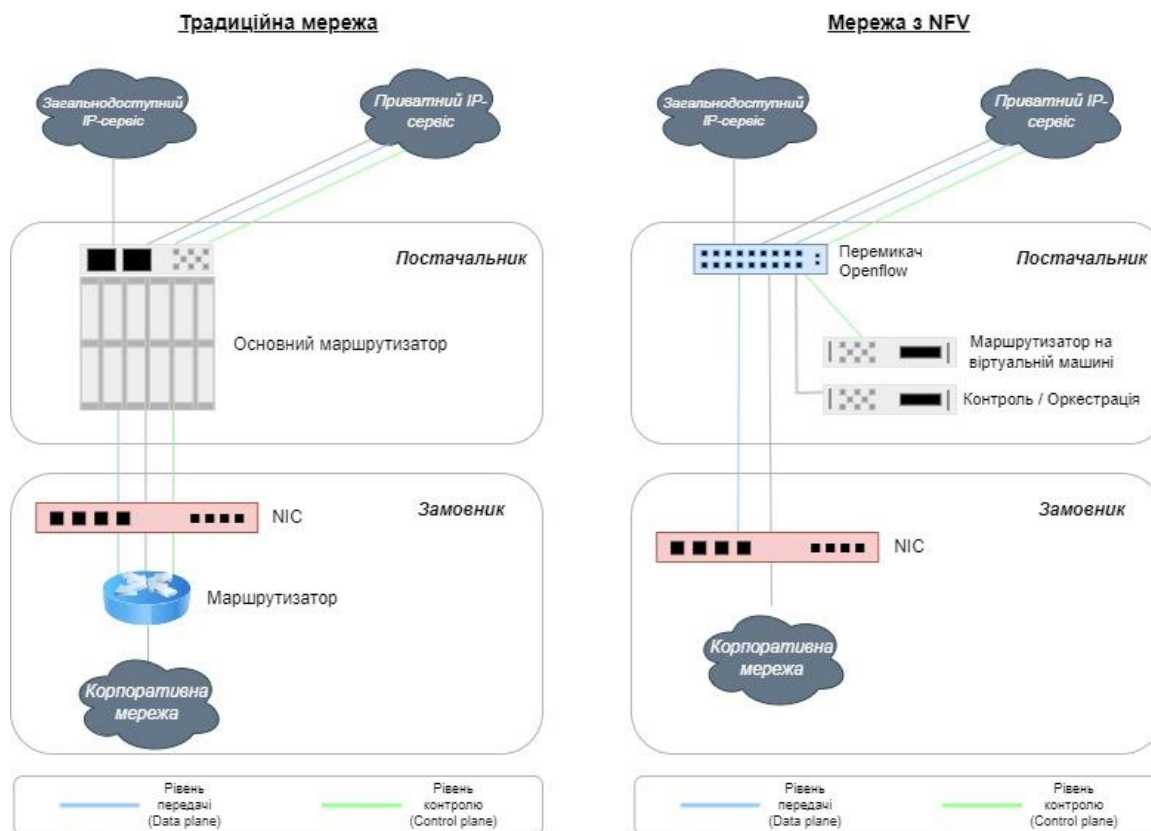 Традиційна мережа
Загальнодоступний
IP-сервіс
Приватний IP-
сервіс
Постачальник
Основний маршрутизатор
Замовник
NIC
Маршрутизатор
Корпоративна
мережа
Рівень
передачі
(Data plane)
Рівень
контролю
(Control plane)
Мережа з NFV
Загальнодоступний
IP-сервіс
Приватний IP-
сервіс
Перемикач
Openflow
Постачальник
Маршрутизатор на
віртуальній машині
Контроль / Оркестрація
Замовник
NIC
Корпоративна
мережа
Рівень
передачі
(Data plane)
Рівень
контролю
(Control plane)